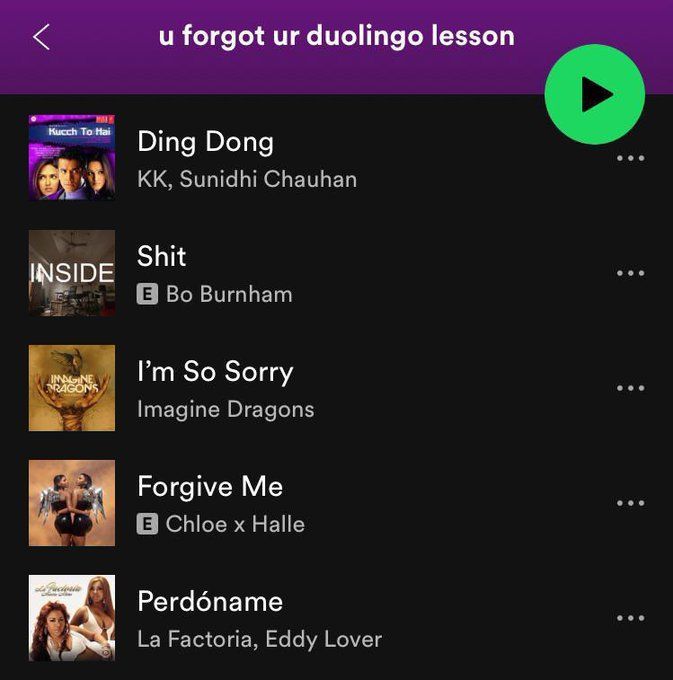 u forgot ur duolingo lesson
Kucch To Hai
Ding Dong
KK, Sunidhi Chauhan
INSIDE
Shit
E Bo Burnham
IMAGINE
DRAGONS
I'm So Sorry
Imagine Dragons
Forgive Me
E Chloe x Halle
La Factoria
Perdóname
La Factoria, Eddy Lover